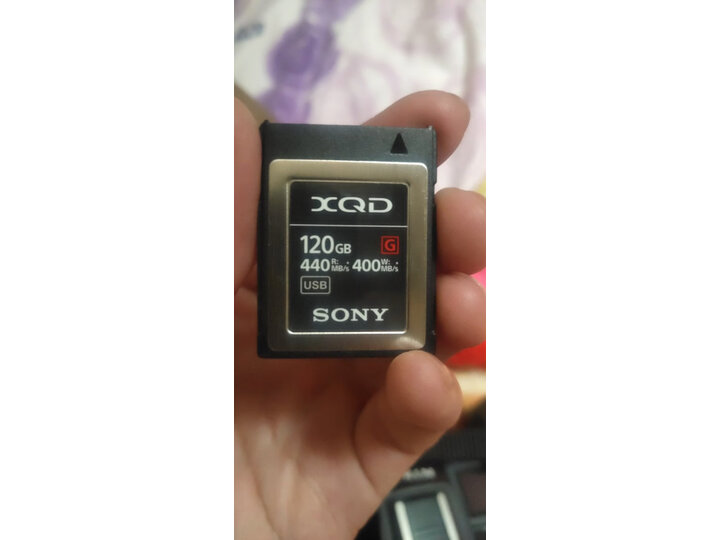 XQD
120GB G
440 R: MB/s* 400 W: MB/s*
USB
SONY